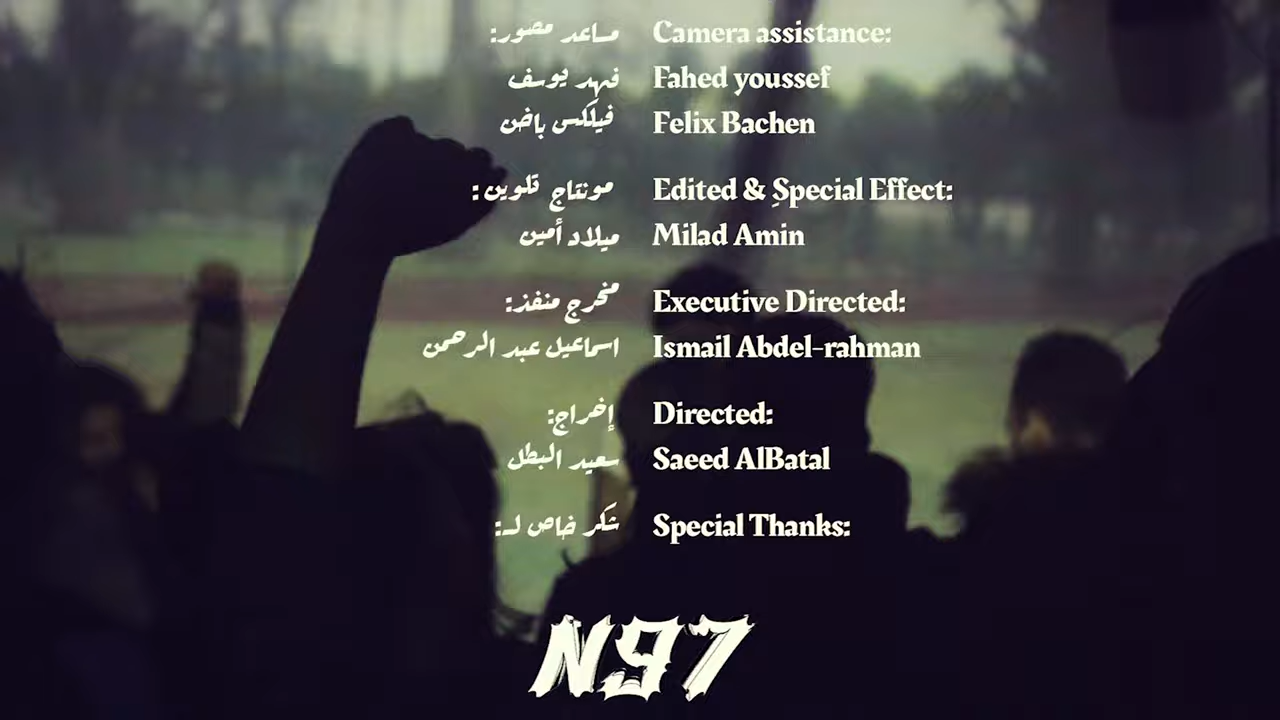 مساعد مصور: Camera assistance:
فهد يوسف Fahed youssef
فيلكس باخن Felix Bachen
مونتاج تلوين : Edited & Special Effect:
ميلاد أمين Milad Amin
مخرج منفذ: Executive Directed:
اسماعيل عبد الرحمن Ismail Abdel-rahman
إخراج: Directed:
سعيد البطل Saeed AlBatal
شكر خاص لـ: Special Thanks:
N97